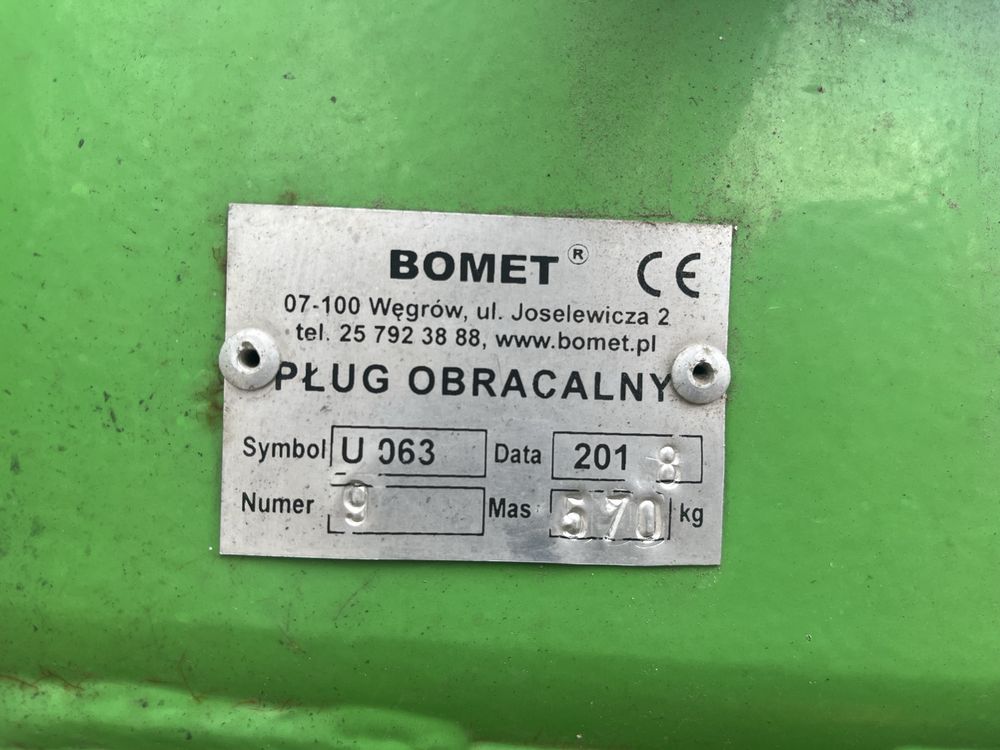 BOMET ® CE
07-100 Węgrów, ul. Joselewicza 2
tel. 25 792 38 88, www.bomet.pl
PŁUG OBRACALNY
Symbol U 063 Data 2018
Numer 9 Mas 570 kg